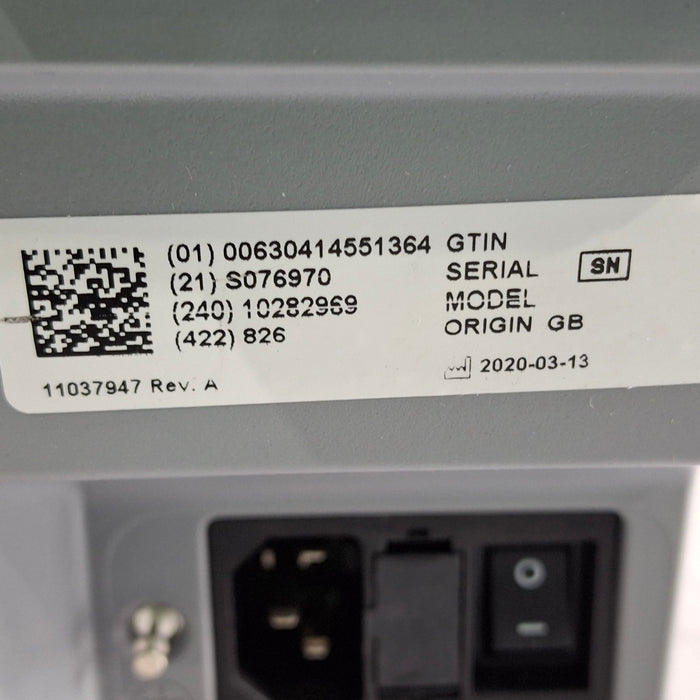 (01) 00630414551364 GTIN
(21) S076970 SERIAL SN
(240) 10282969 MODEL
(422) 826 ORIGIN GB
2020-03-13
11037947 Rev. A